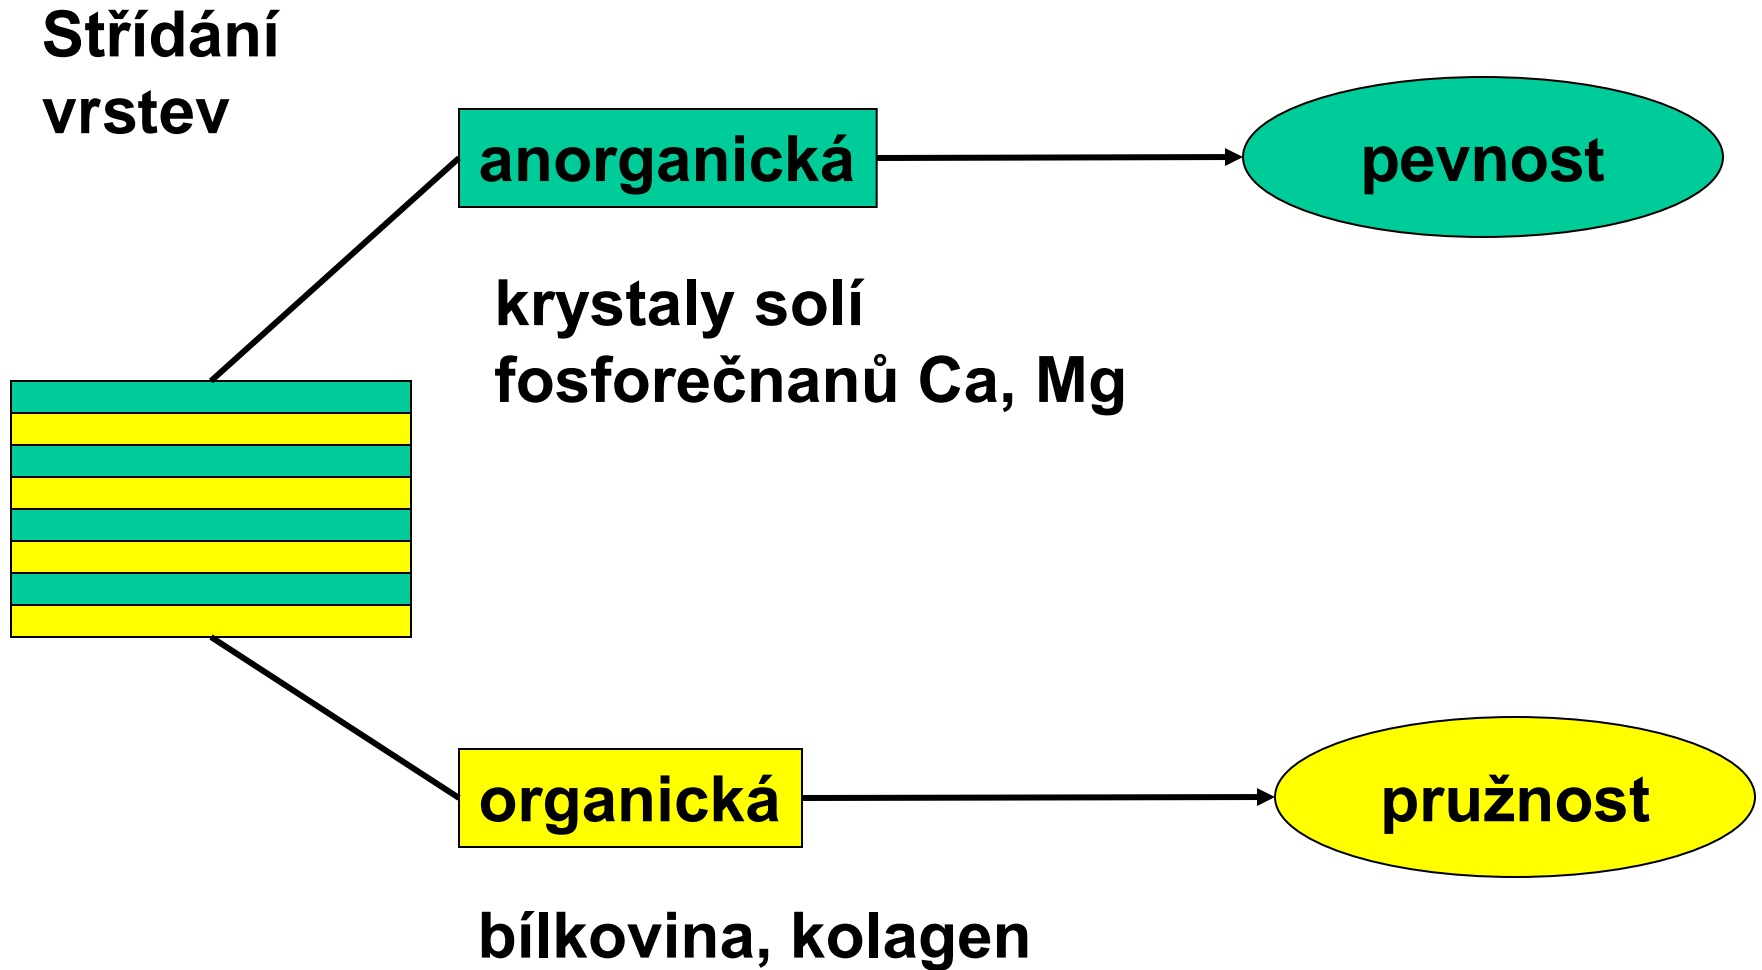 Střídání
vrstev
anorganická
pevnost
krystaly solí
fosforečnanů Ca, Mg
organická
pružnost
bílkovina, kolagen